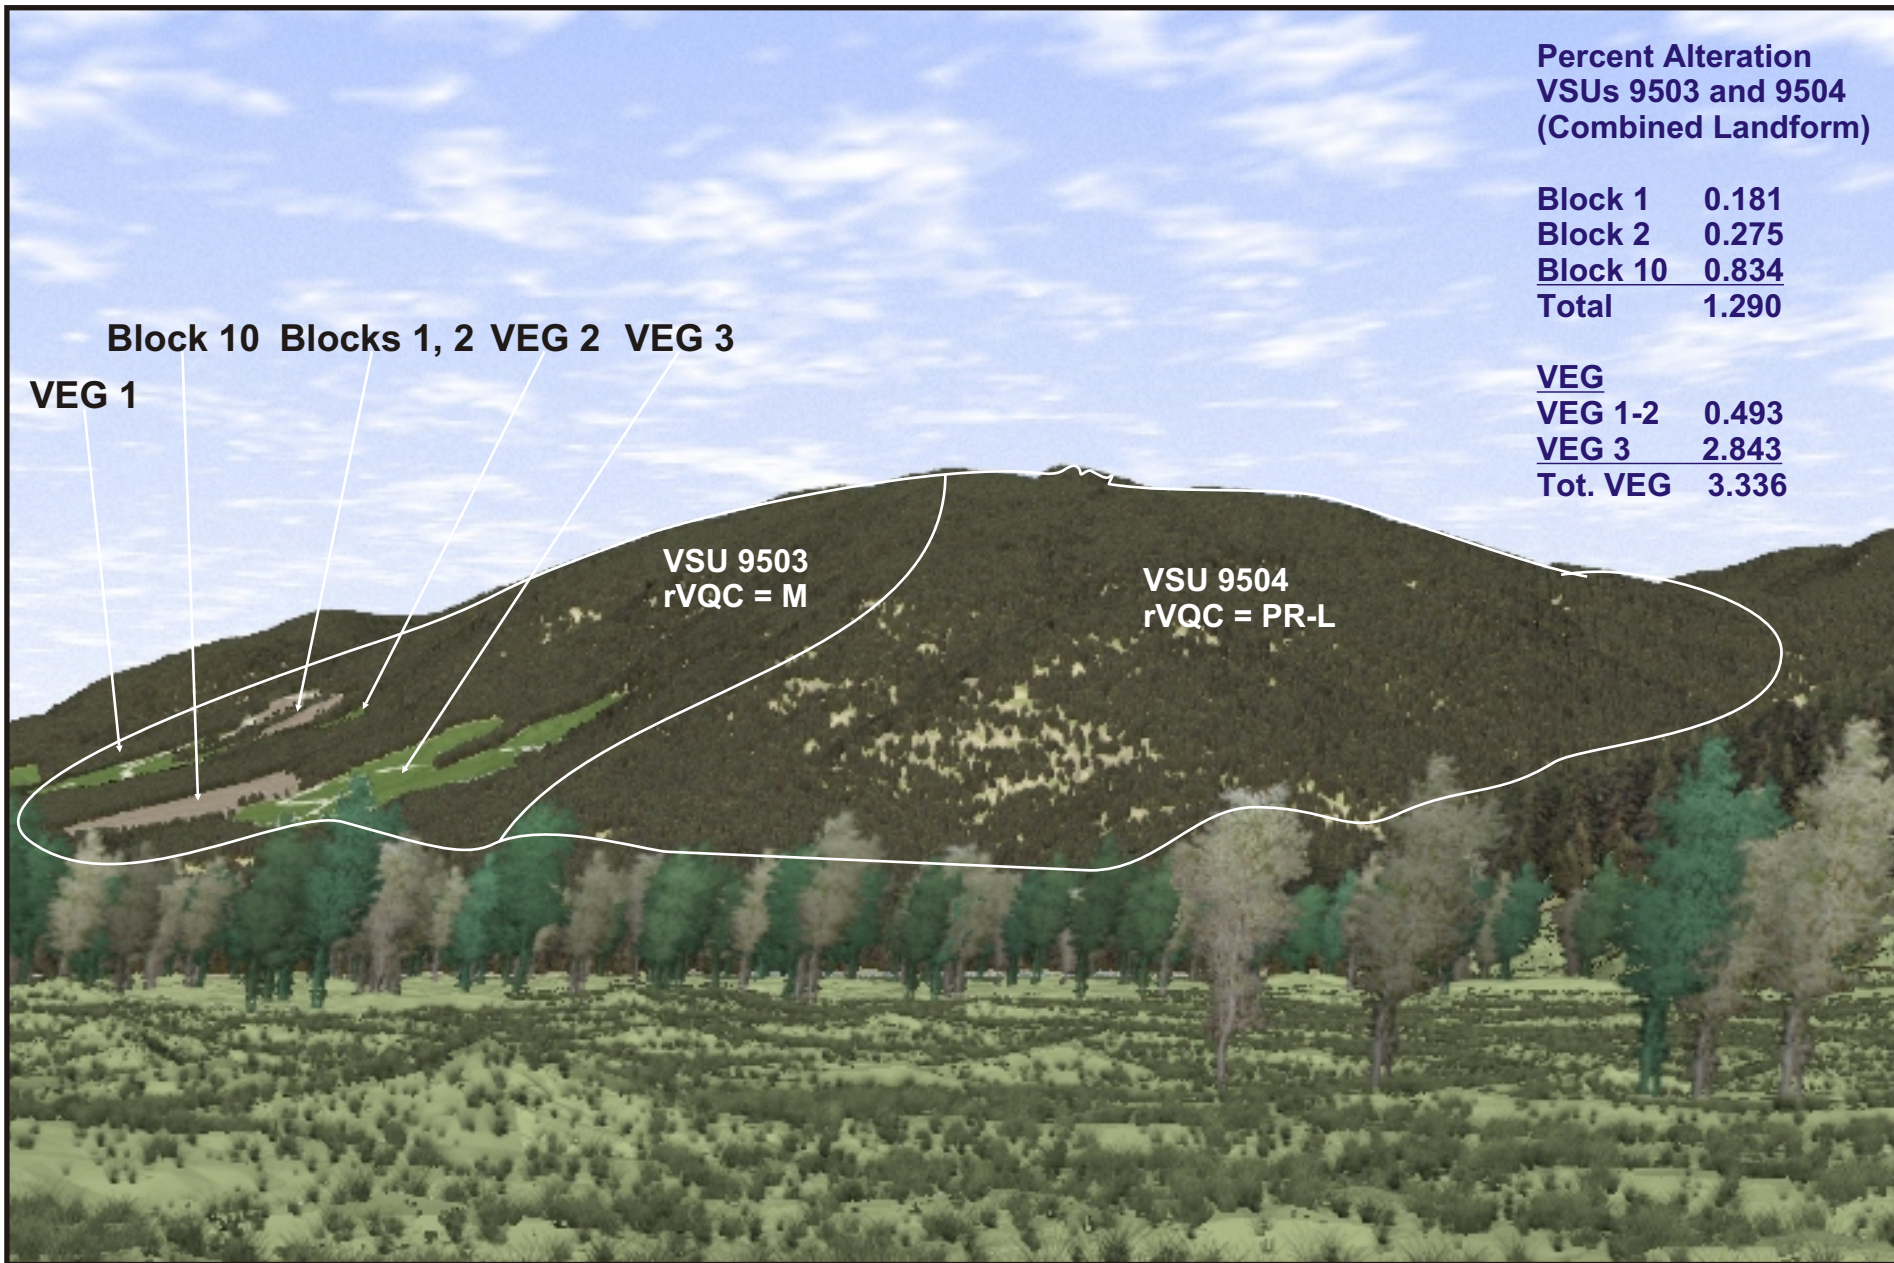 Percent Alteration
VSUs 9503 and 9504
(Combined Landform)
Block 1 0.181
Block 2 0.275
Block 10 0.834
Total 1.290
VEG
VEG 1-2 0.493
VEG 3 2.843
Tot. VEG 3.336
Block 10 Blocks 1, 2 VEG 2 VEG 3
VEG 1
VSU 9503
rVQC = M
VSU 9504
rVQC = PR-L